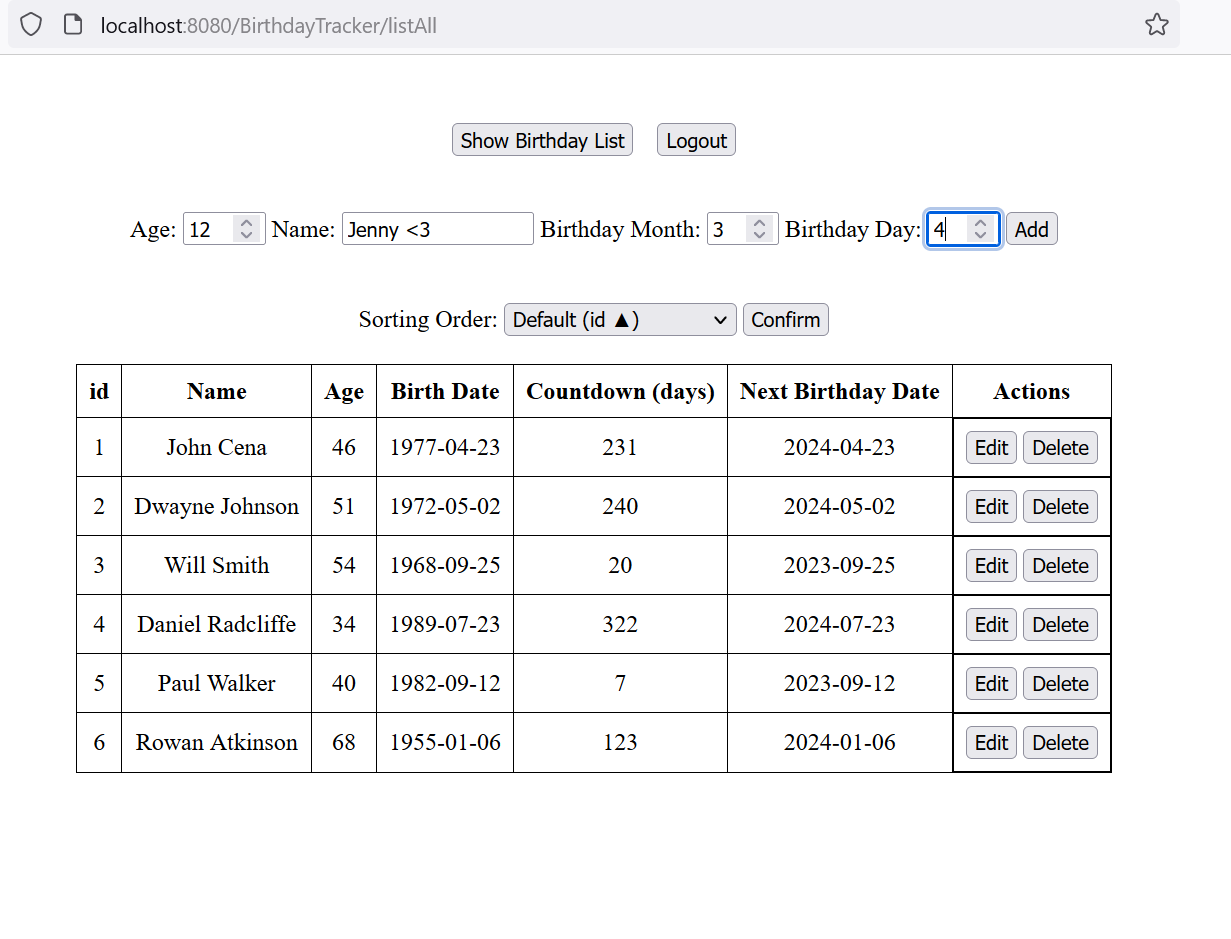 localhost:8080/BirthdayTracker/listAll
Show Birthday List Logout
Age: 12 Name: Jenny <3 Birthday Month: 3 Birthday Day: 4 Add
Sorting Order: Default (id ▲) Confirm
id Name Age Birth Date Countdown (days) Next Birthday Date Actions
1 John Cena 46 1977-04-23 231 2024-04-23 Edit Delete
2 Dwayne Johnson 51 1972-05-02 240 2024-05-02 Edit Delete
3 Will Smith 54 1968-09-25 20 2023-09-25 Edit Delete
4 Daniel Radcliffe 34 1989-07-23 322 2024-07-23 Edit Delete
5 Paul Walker 40 1982-09-12 7 2023-09-12 Edit Delete
6 Rowan Atkinson 68 1955-01-06 123 2024-01-06 Edit Delete